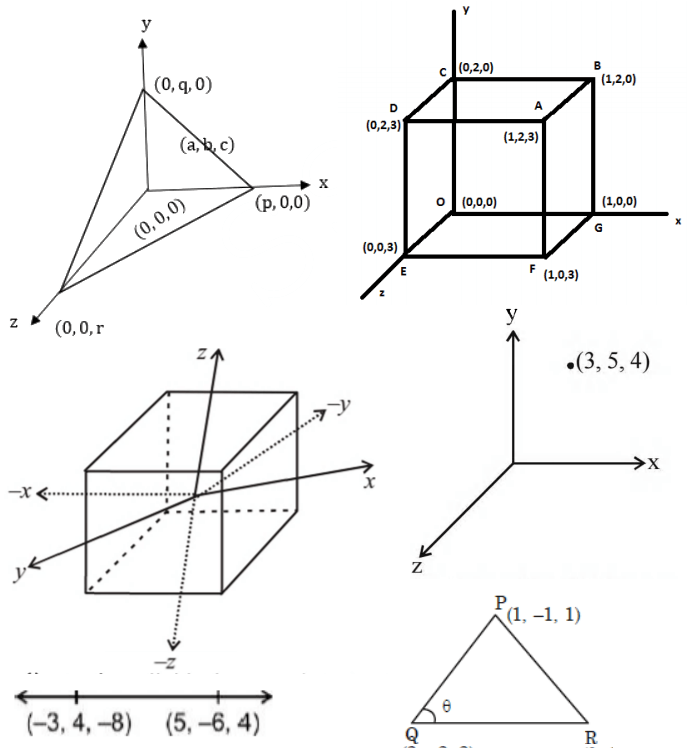 y
(0, q, 0)
(a, b, c)
x
(p, 0,0)
(0, 0, 0)
z
(0, 0, r
y
C
(0,2,0)
B
(1,2,0)
D
(0,2,3)
A
(1,2,3)
O
(0,0,0)
(1,0,0)
G
x
(0,0,3)
E
F
(1,0,3)
z
z
–y
–x
x
y
–z
y
(3, 5, 4)
x
z
(–3, 4, –8)
(5, –6, 4)
P
(1, –1, 1)
θ
Q
R